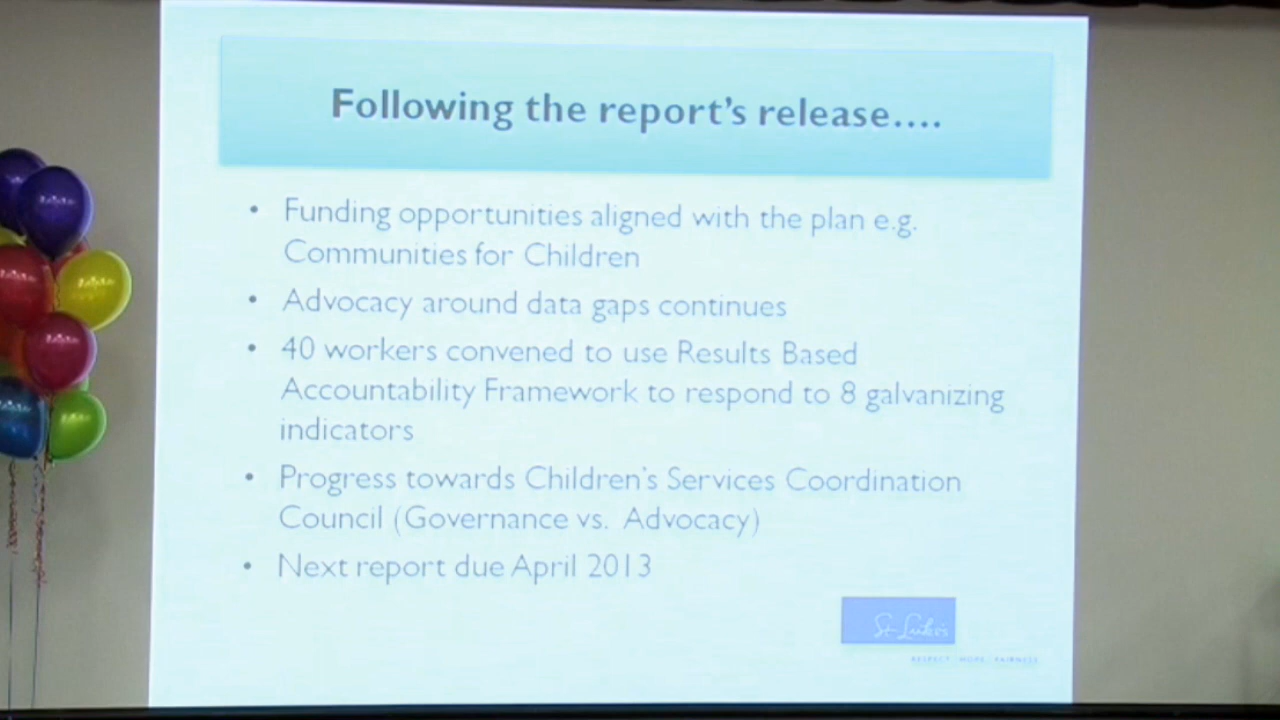 Following the report's release....
• Funding opportunities aligned with the plan e.g.
Communities for Children
• Advocacy around data gaps continues
• 40 workers convened to use Results Based
Accountability Framework to respond to 8 galvanizing
indicators
• Progress towards Children's Services Coordination
Council (Governance vs. Advocacy)
• Next report due April 2013
St Luke's
RESPECT HOPE FAIRNESS